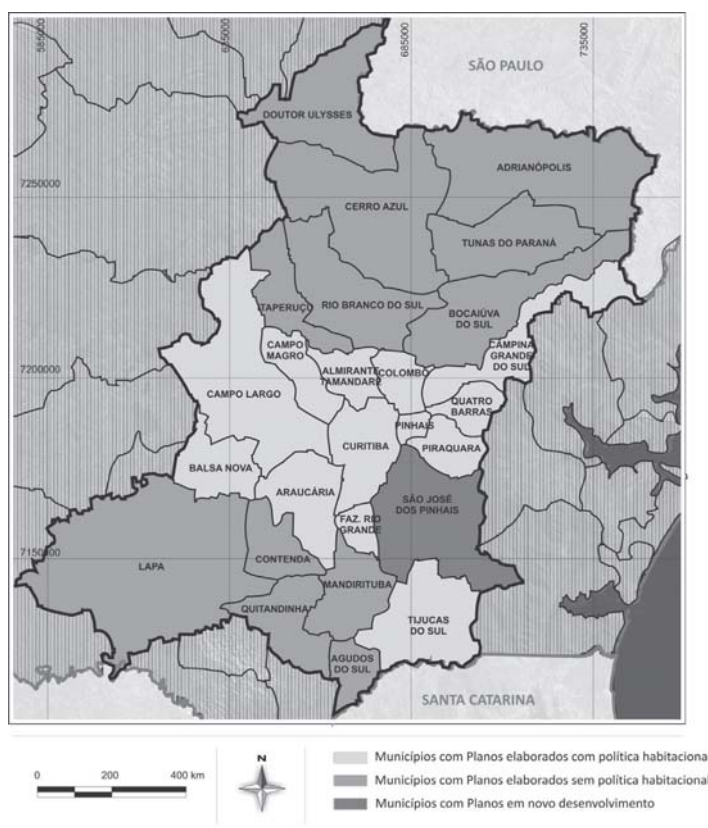 585000
685000
735000
SÃO PAULO
DOUTOR ULYSSES
ADRIANÓPOLIS
7250000
CERRO AZUL
TUNAS DO PARANÁ
TAPERUÇO
RIO BRANCO DO SUL
BOCAIÚVA
DO SUL
CAMPO
MAGRO
CAMPINA
GRANDE
DO SUL
7200000
ALMIRANTE
TAMANDARÉ
COLOMBO
CAMPO LARGO
QUATRO
BARRAS
PINHAIS
CURITIBA
PIRAQUARA
BALSA NOVA
ARAUCÁRIA
SÃO JOSÉ
DOS PINHAIS
FAZ. RIO
GRANDE
7150000
LAPA
CONTENDA
MANDIRITUBA
QUITANDINHA
TIJUCAS
DO SUL
AGUDOS
DO SUL
SANTA CATARINA
0 200 400 km
N
Municípios com Planos elaborados com política habitaciona
Municípios com Planos elaborados sem política habitacional
Municípios com Planos em novo desenvolvimento